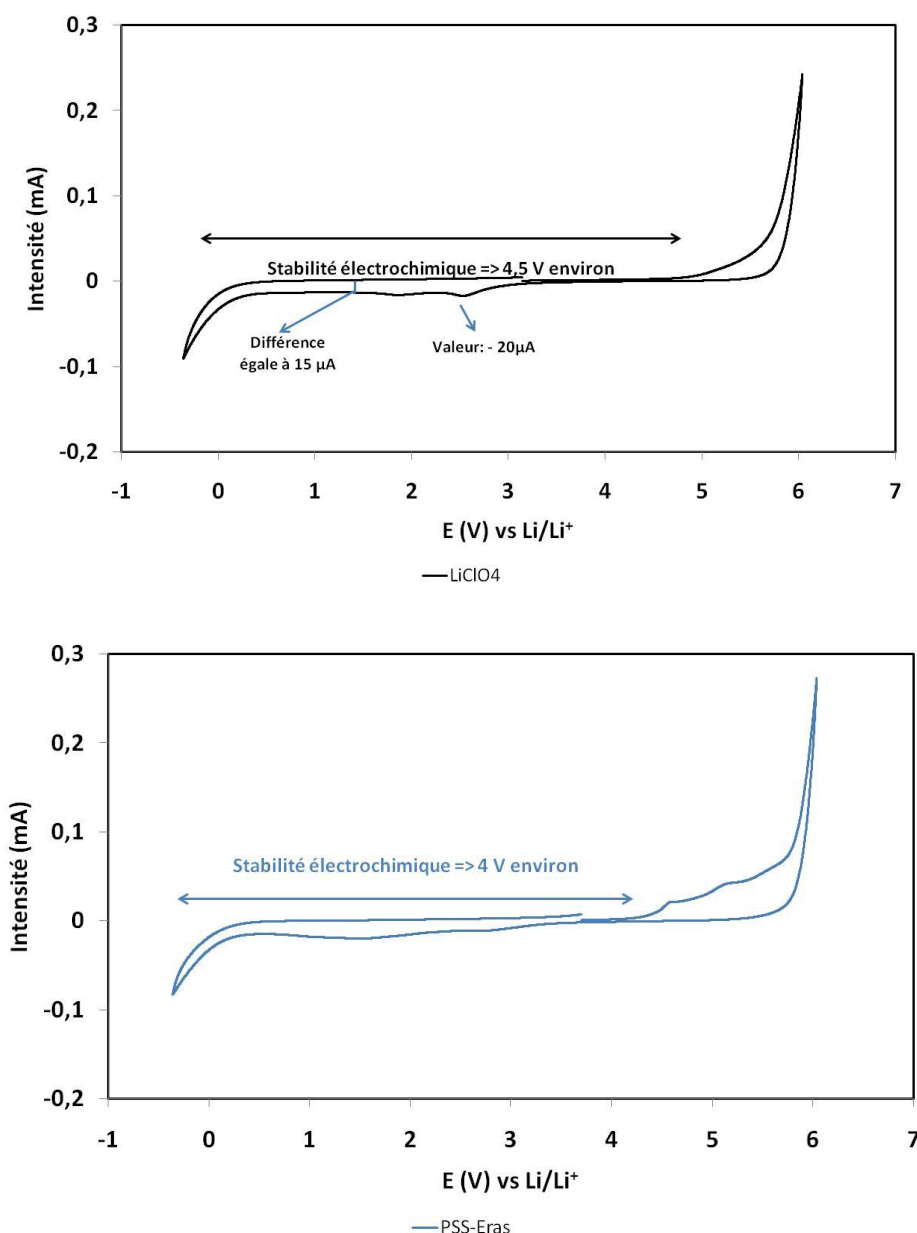 0,3
0,2
0,1
0
-0,1
-0,2
Intensité (mA)
Stabilité électrochimique => 4,5 V environ
Différence
égale à 15 µA
Valeur: - 20µA
-1 0 1 2 3 4 5 6 7
E (V) vs Li/Li⁺
LiClO4
0,3
0,2
0,1
0
-0,1
-0,2
Intensité (mA)
Stabilité électrochimique => 4 V environ
-1 0 1 2 3 4 5 6 7
E (V) vs Li/Li⁺
PSS-Eras